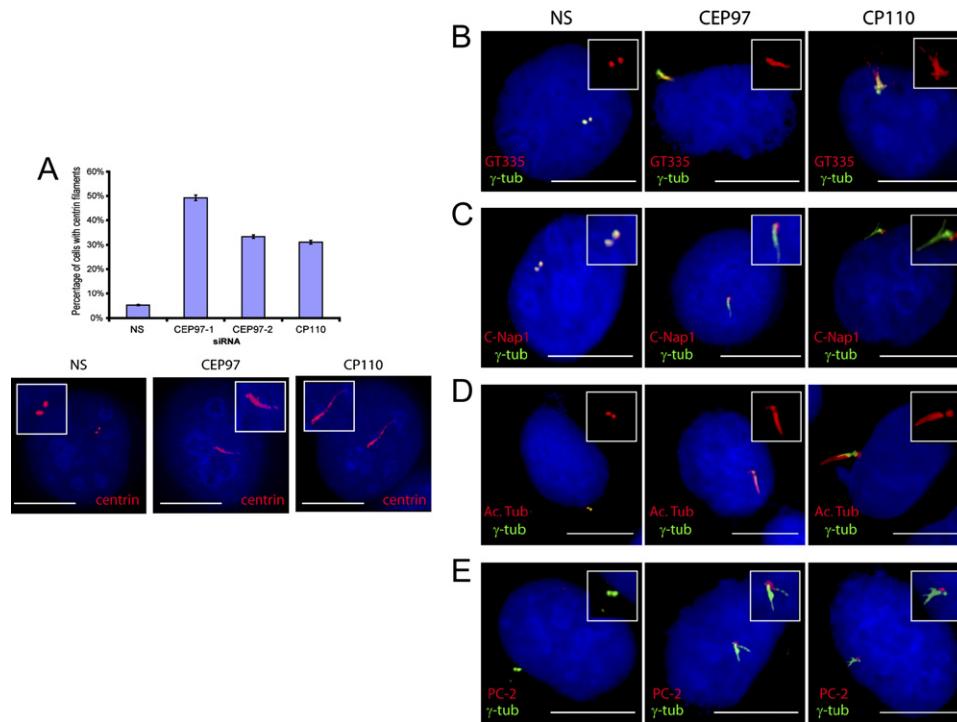 A
Percentage of cells with centrin filaments
60%
50%
40%
30%
20%
10%
0%
NS CEP97-1 CEP97-2 CP110
siRNA
NS CEP97 CP110
centrin centrin centrin
NS CEP97 CP110
B
GT335 GT335 GT335
γ-tub γ-tub γ-tub
C
C-Nap1 C-Nap1 C-Nap1
γ-tub γ-tub γ-tub
D
Ac. Tub Ac. Tub Ac. Tub
γ-tub γ-tub γ-tub
E
PC-2 PC-2 PC-2
γ-tub γ-tub γ-tub